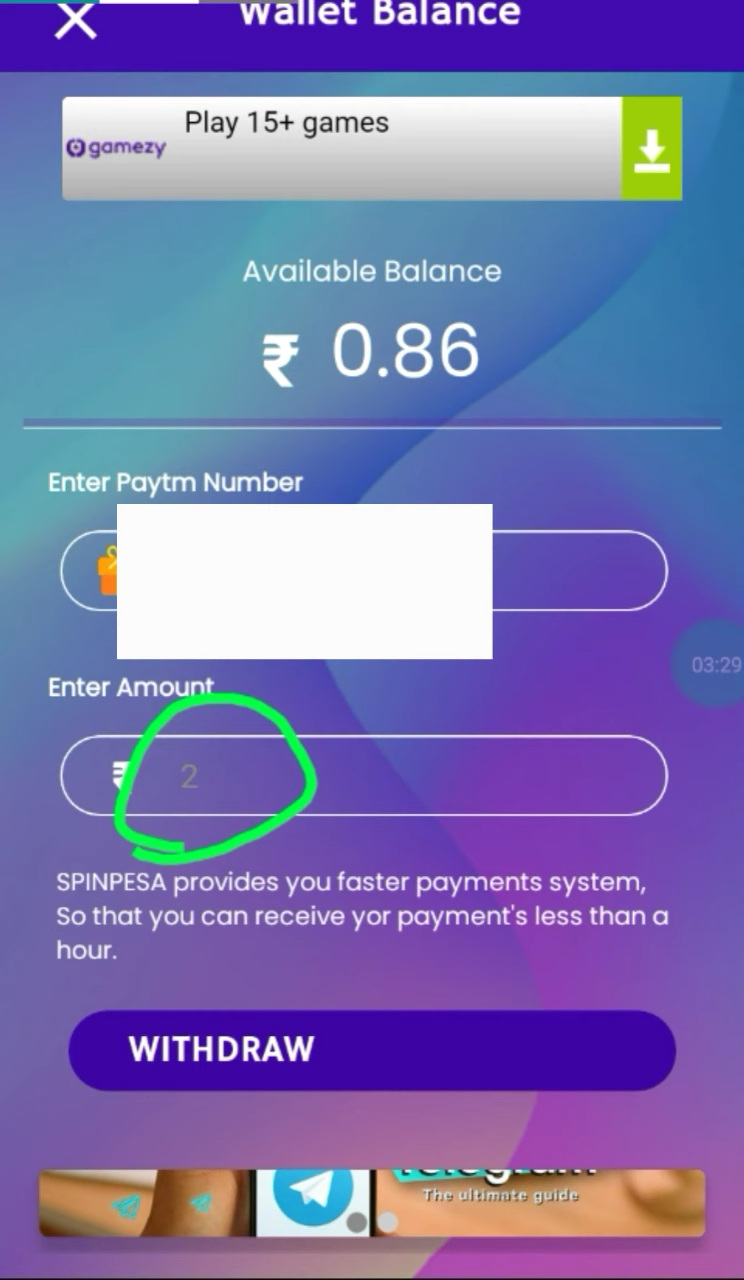 Wallet Balance
Play 15+ games
gamezy
Available Balance
₹ 0.86
Enter Paytm Number
03:29
Enter Amount
₹ 2
SPINPESA provides you faster payments system,
So that you can receive yor payment's less than a
hour.
WITHDRAW
Telegram
The ultimate guide